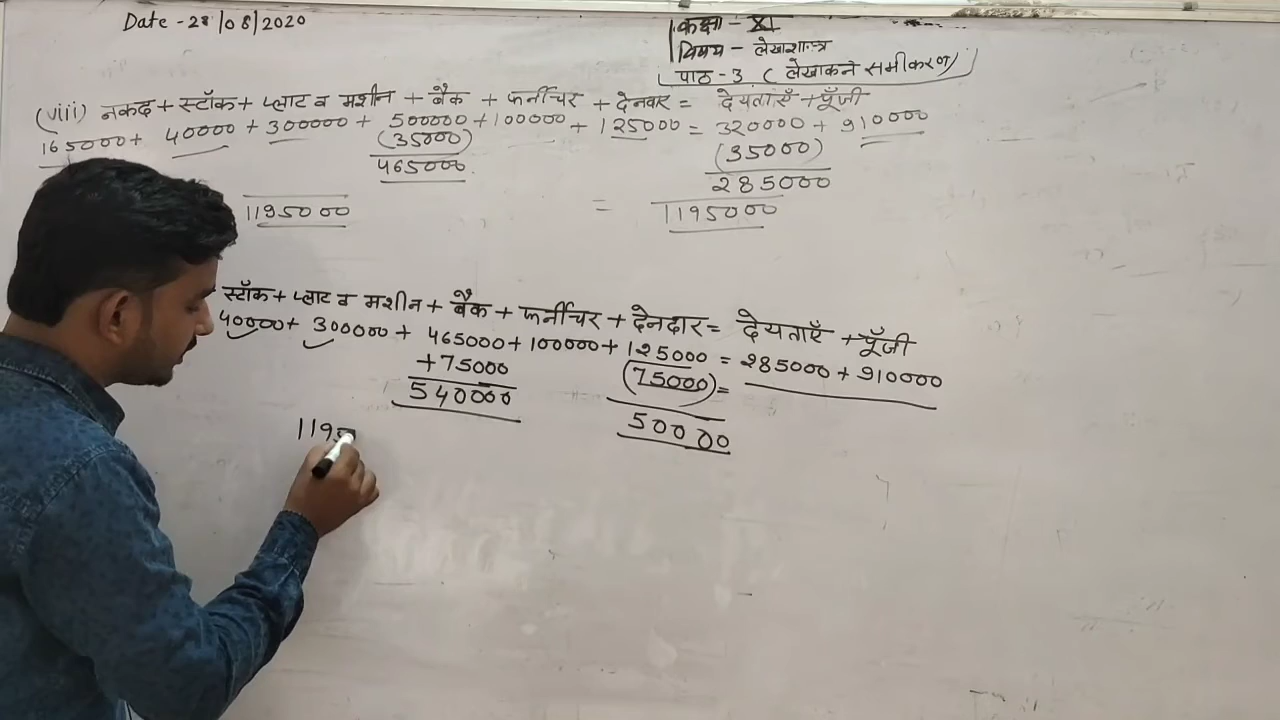 Date - 28/08/2020
कक्षा - XI
विषय - लेखाशास्त्र
पाठ - 3 ( लेखाकन समीकरण)
(viii) नकद + स्टॉक + प्लाट व मशीन + बैंक + फर्नीचर + देनदार = देयताएँ + पूँजी
165000 + 40000 + 300000 + 500000 + 100000 + 125000 = 320000 + 910000
(35000) (35000)
465000 285000
1195000 = 1195000
स्टॉक + प्लाट व मशीन + बैंक + फर्नीचर + देनदार = देयताएँ + पूँजी
40000 + 300000 + 465000 + 100000 + 125000 = 285000 + 910000
+75000 (75000) =
540000 50000
1195